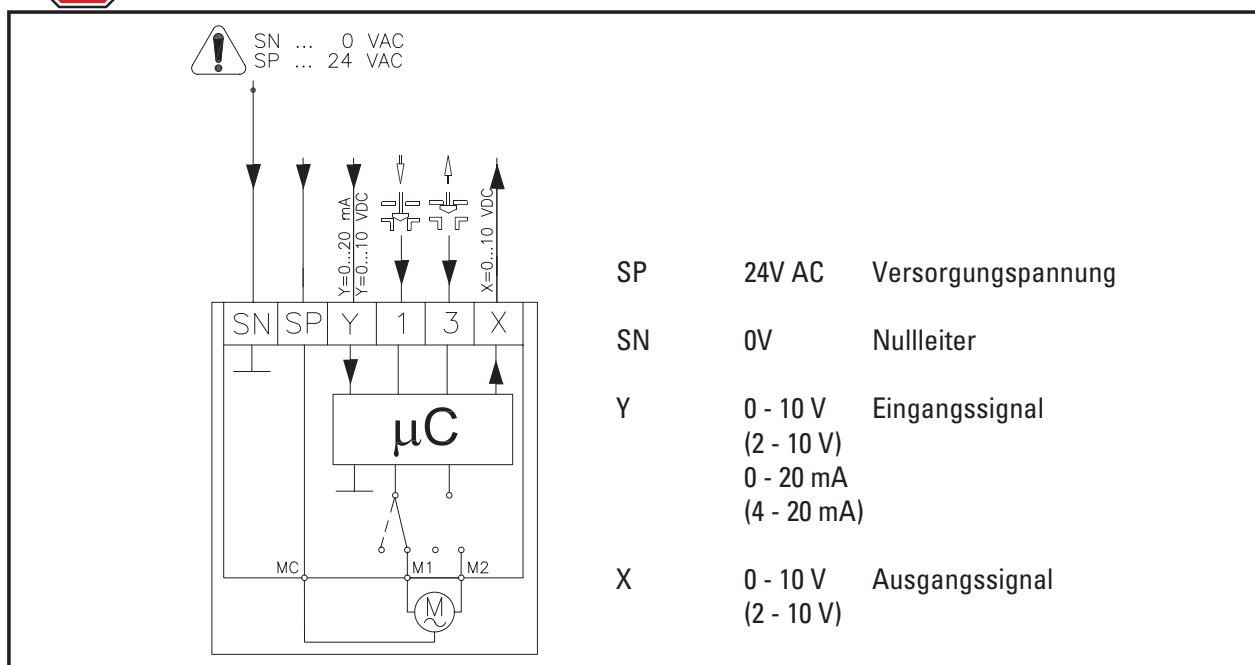 SN ... 0 VAC
SP ... 24 VAC
Y=0...20 mA
Y=0...10 VDC
X=0...10 VDC
SN SP Y 1 3 X
µC
MC M1 M2
M
SP 24V AC Versorgungspannung
SN 0V Nullleiter
Y 0 - 10 V Eingangssignal
(2 - 10 V)
0 - 20 mA
(4 - 20 mA)
X 0 - 10 V Ausgangssignal
(2 - 10 V)